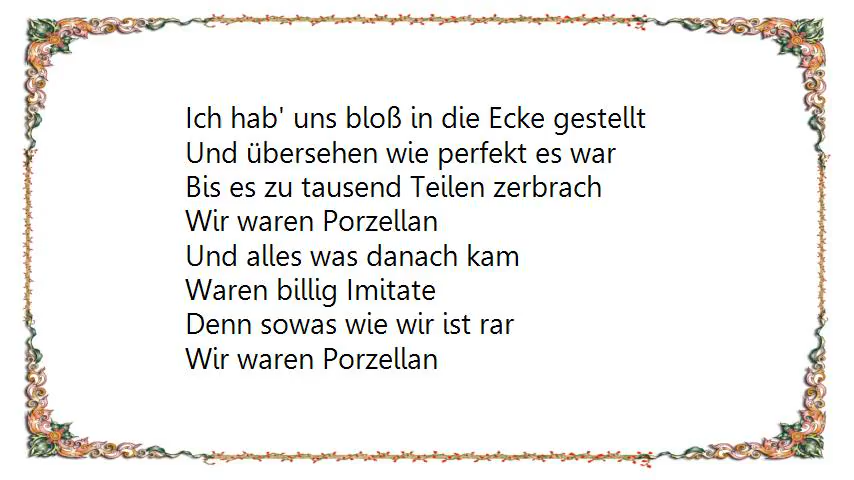 Ich hab' uns bloß in die Ecke gestellt
Und übersehen wie perfekt es war
Bis es zu tausend Teilen zerbrach
Wir waren Porzellan
Und alles was danach kam
Waren billig Imitate
Denn sowas wie wir ist rar
Wir waren Porzellan